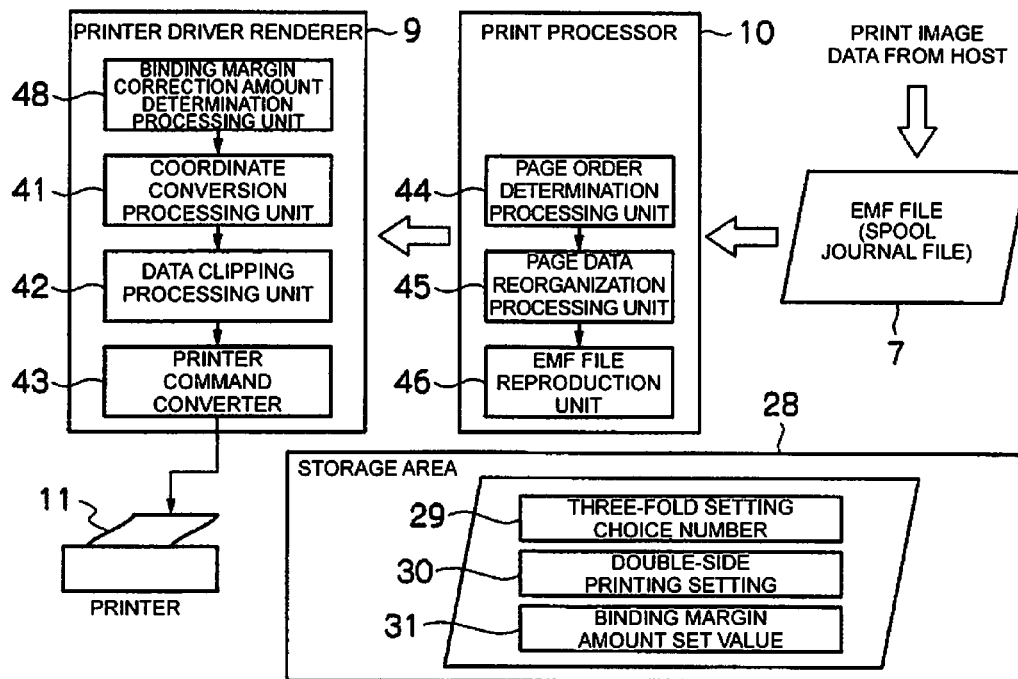 PRINTER DRIVER RENDERER
9
48
BINDING MARGIN
CORRECTION AMOUNT
DETERMINATION
PROCESSING UNIT
41
COORDINATE
CONVERSION
PROCESSING UNIT
42
DATA CLIPPING
PROCESSING UNIT
43
PRINTER
COMMAND
CONVERTER
11
PRINTER
PRINT PROCESSOR
10
44
PAGE ORDER
DETERMINATION
PROCESSING UNIT
45
PAGE DATA
REORGANIZATION
PROCESSING UNIT
46
EMF FILE
REPRODUCTION
UNIT
PRINT IMAGE
DATA FROM HOST
EMF FILE
(SPOOL
JOURNAL FILE)
7
28
STORAGE AREA
29
THREE-FOLD SETTING
CHOICE NUMBER
30
DOUBLE-SIDE
PRINTING SETTING
31
BINDING MARGIN
AMOUNT SET VALUE